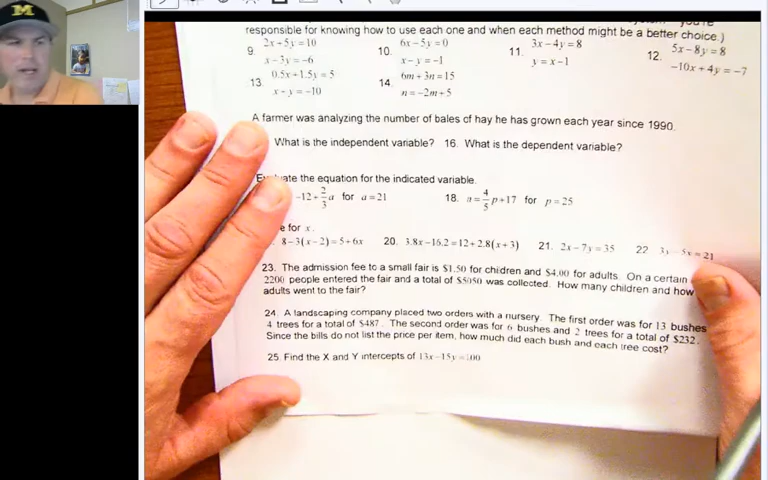 M
responsible for knowing how to use each one and when each method might be a better choice.)
9. 2x+5y=10
x-3y=-6
10. 6x-5y=0
x-y=-1
11. 3x-4y=8
y=x-1
12. 5x-8y=8
-10x+4y=-7
13. 0.5x+1.5y=5
x-y=-10
14. 6m+3n=15
n=-2m+5
A farmer was analyzing the number of bales of hay he has grown each year since 1990.
What is the independent variable? 16. What is the dependent variable?
the equation for the indicated variable.
-12+2/3a for a=21
18. n=4/5p+17 for p=25
for x.
8-3(x-2)=5+6x 20. 3.8x-16.2=12+2.8(x+3) 21. 2x-7y=35 22 3y-5x=21
23. The admission fee to a small fair is $1.50 for children and $4.00 for adults. On a certain
2200 people entered the fair and a total of $5050 was collected. How many children and how
adults went to the fair?
24. A landscaping company placed two orders with a nursery. The first order was for 13 bushes
4 trees for a total of $487. The second order was for 6 bushes and 2 trees for a total of $232.
Since the bills do not list the price per item, how much did each bush and each tree cost?
25. Find the X and Y intercepts of 13x-15y=100